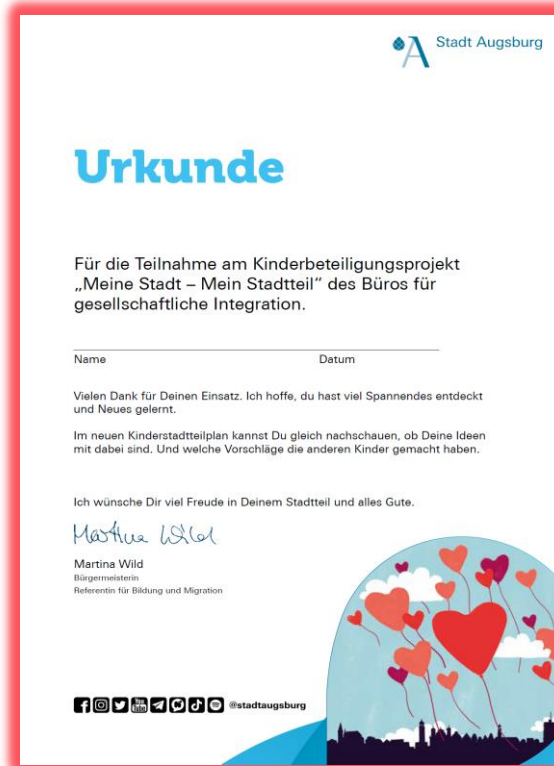 Stadt Augsburg
Urkunde
Für die Teilnahme am Kinderbeteiligungsprojekt
„Meine Stadt – Mein Stadtteil" des Büros für
gesellschaftliche Integration.
Name Datum
Vielen Dank für Deinen Einsatz. Ich hoffe, du hast viel Spannendes entdeckt
und Neues gelernt.
Im neuen Kinderstadtteilplan kannst Du gleich nachschauen, ob Deine Ideen
mit dabei sind. Und welche Vorschläge die anderen Kinder gemacht haben.
Ich wünsche Dir viel Freude in Deinem Stadtteil und alles Gute.
Martina Wild
Martina Wild
Bürgermeisterin
Referentin für Bildung und Migration
@stadtaugsburg